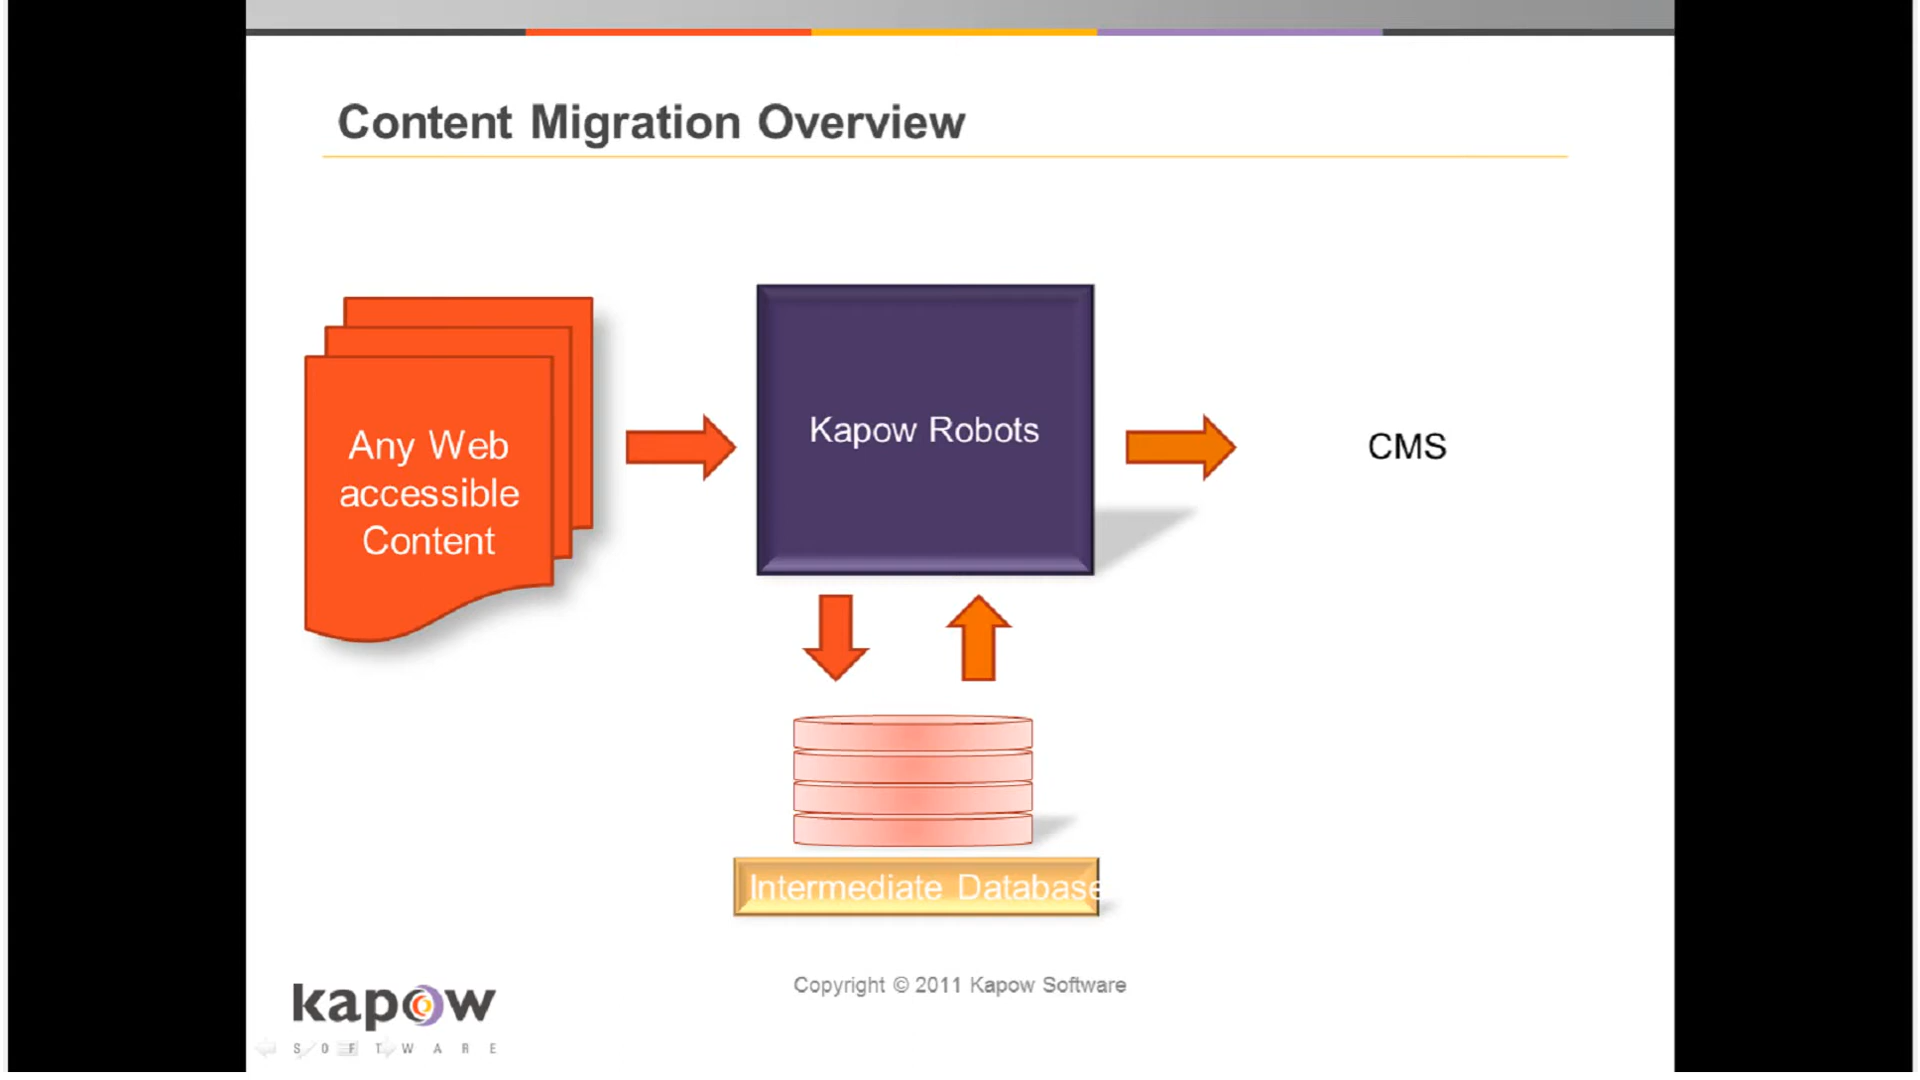 Content Migration Overview
Any Web
accessible
Content
Kapow Robots
CMS
Intermediate Database
Copyright © 2011 Kapow Software
kapow
SOFTWARE